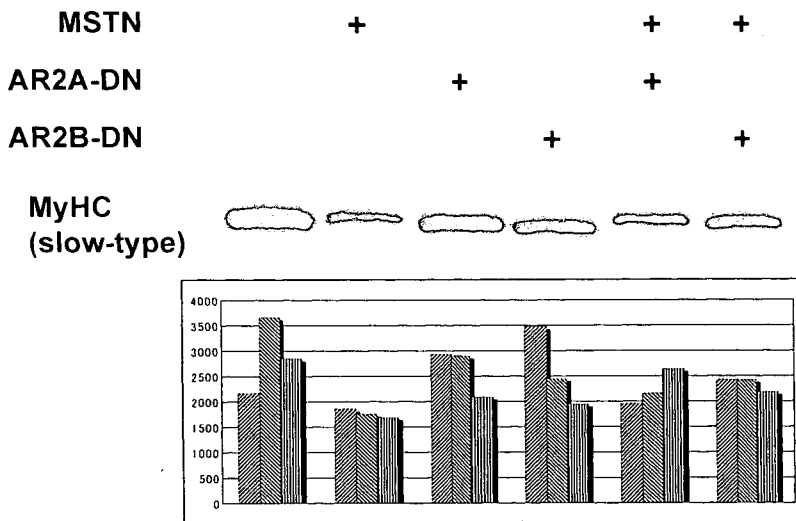 MSTN + + +
AR2A-DN + +
AR2B-DN + +
MyHC
(slow-type)
4000
3500
3000
2500
2000
1500
1000
500
0